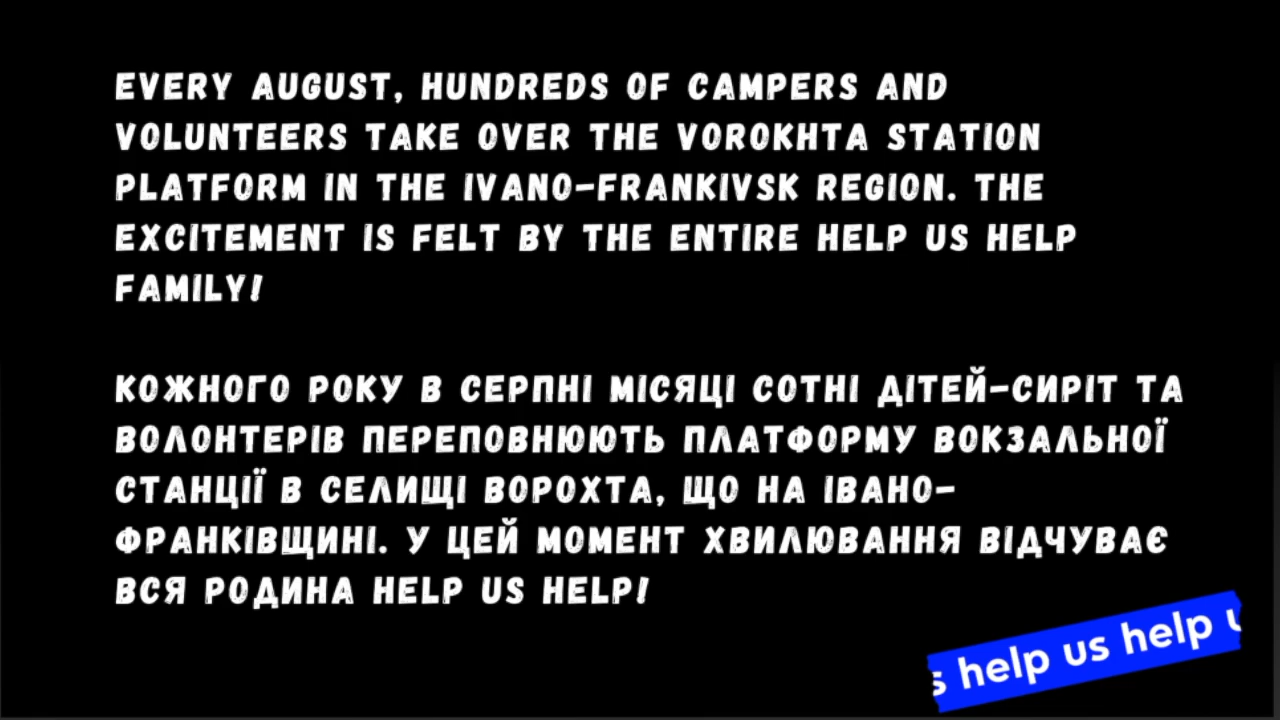 EVERY AUGUST, HUNDREDS OF CAMPERS AND
VOLUNTEERS TAKE OVER THE VOROKHTA STATION
PLATFORM IN THE IVANO-FRANKIVSK REGION. THE
EXCITEMENT IS FELT BY THE ENTIRE HELP US HELP
FAMILY!
КОЖНОГО РОКУ В СЕРПНІ МІСЯЦІ СОТНІ ДІТЕЙ-СИРІТ ТА
ВОЛОНТЕРІВ ПЕРЕПОВНЮЮТЬ ПЛАТФОРМУ ВОКЗАЛЬНОЇ
СТАНЦІЇ В СЕЛИЩІ ВОРОХТА, ЩО НА ІВАНО-
ФРАНКІВЩИНІ. У ЦЕЙ МОМЕНТ ХВИЛЮВАННЯ ВІДЧУВАЄ
ВСЯ РОДИНА HELP US HELP!
s help us help u